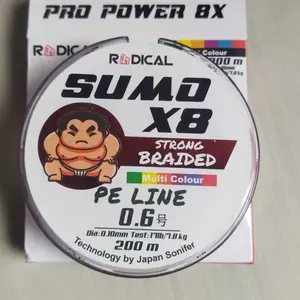 PRO POWER 8X
RADICAL
Multi Colour
200 m
RADICAL
SUMO
X8
STRONG
BRAIDED
Multi Colour
PE LINE
0.6号
Dia: 0.10mm Test: 17lb/7.8kg
200 m
Technology by Japan Sonifer